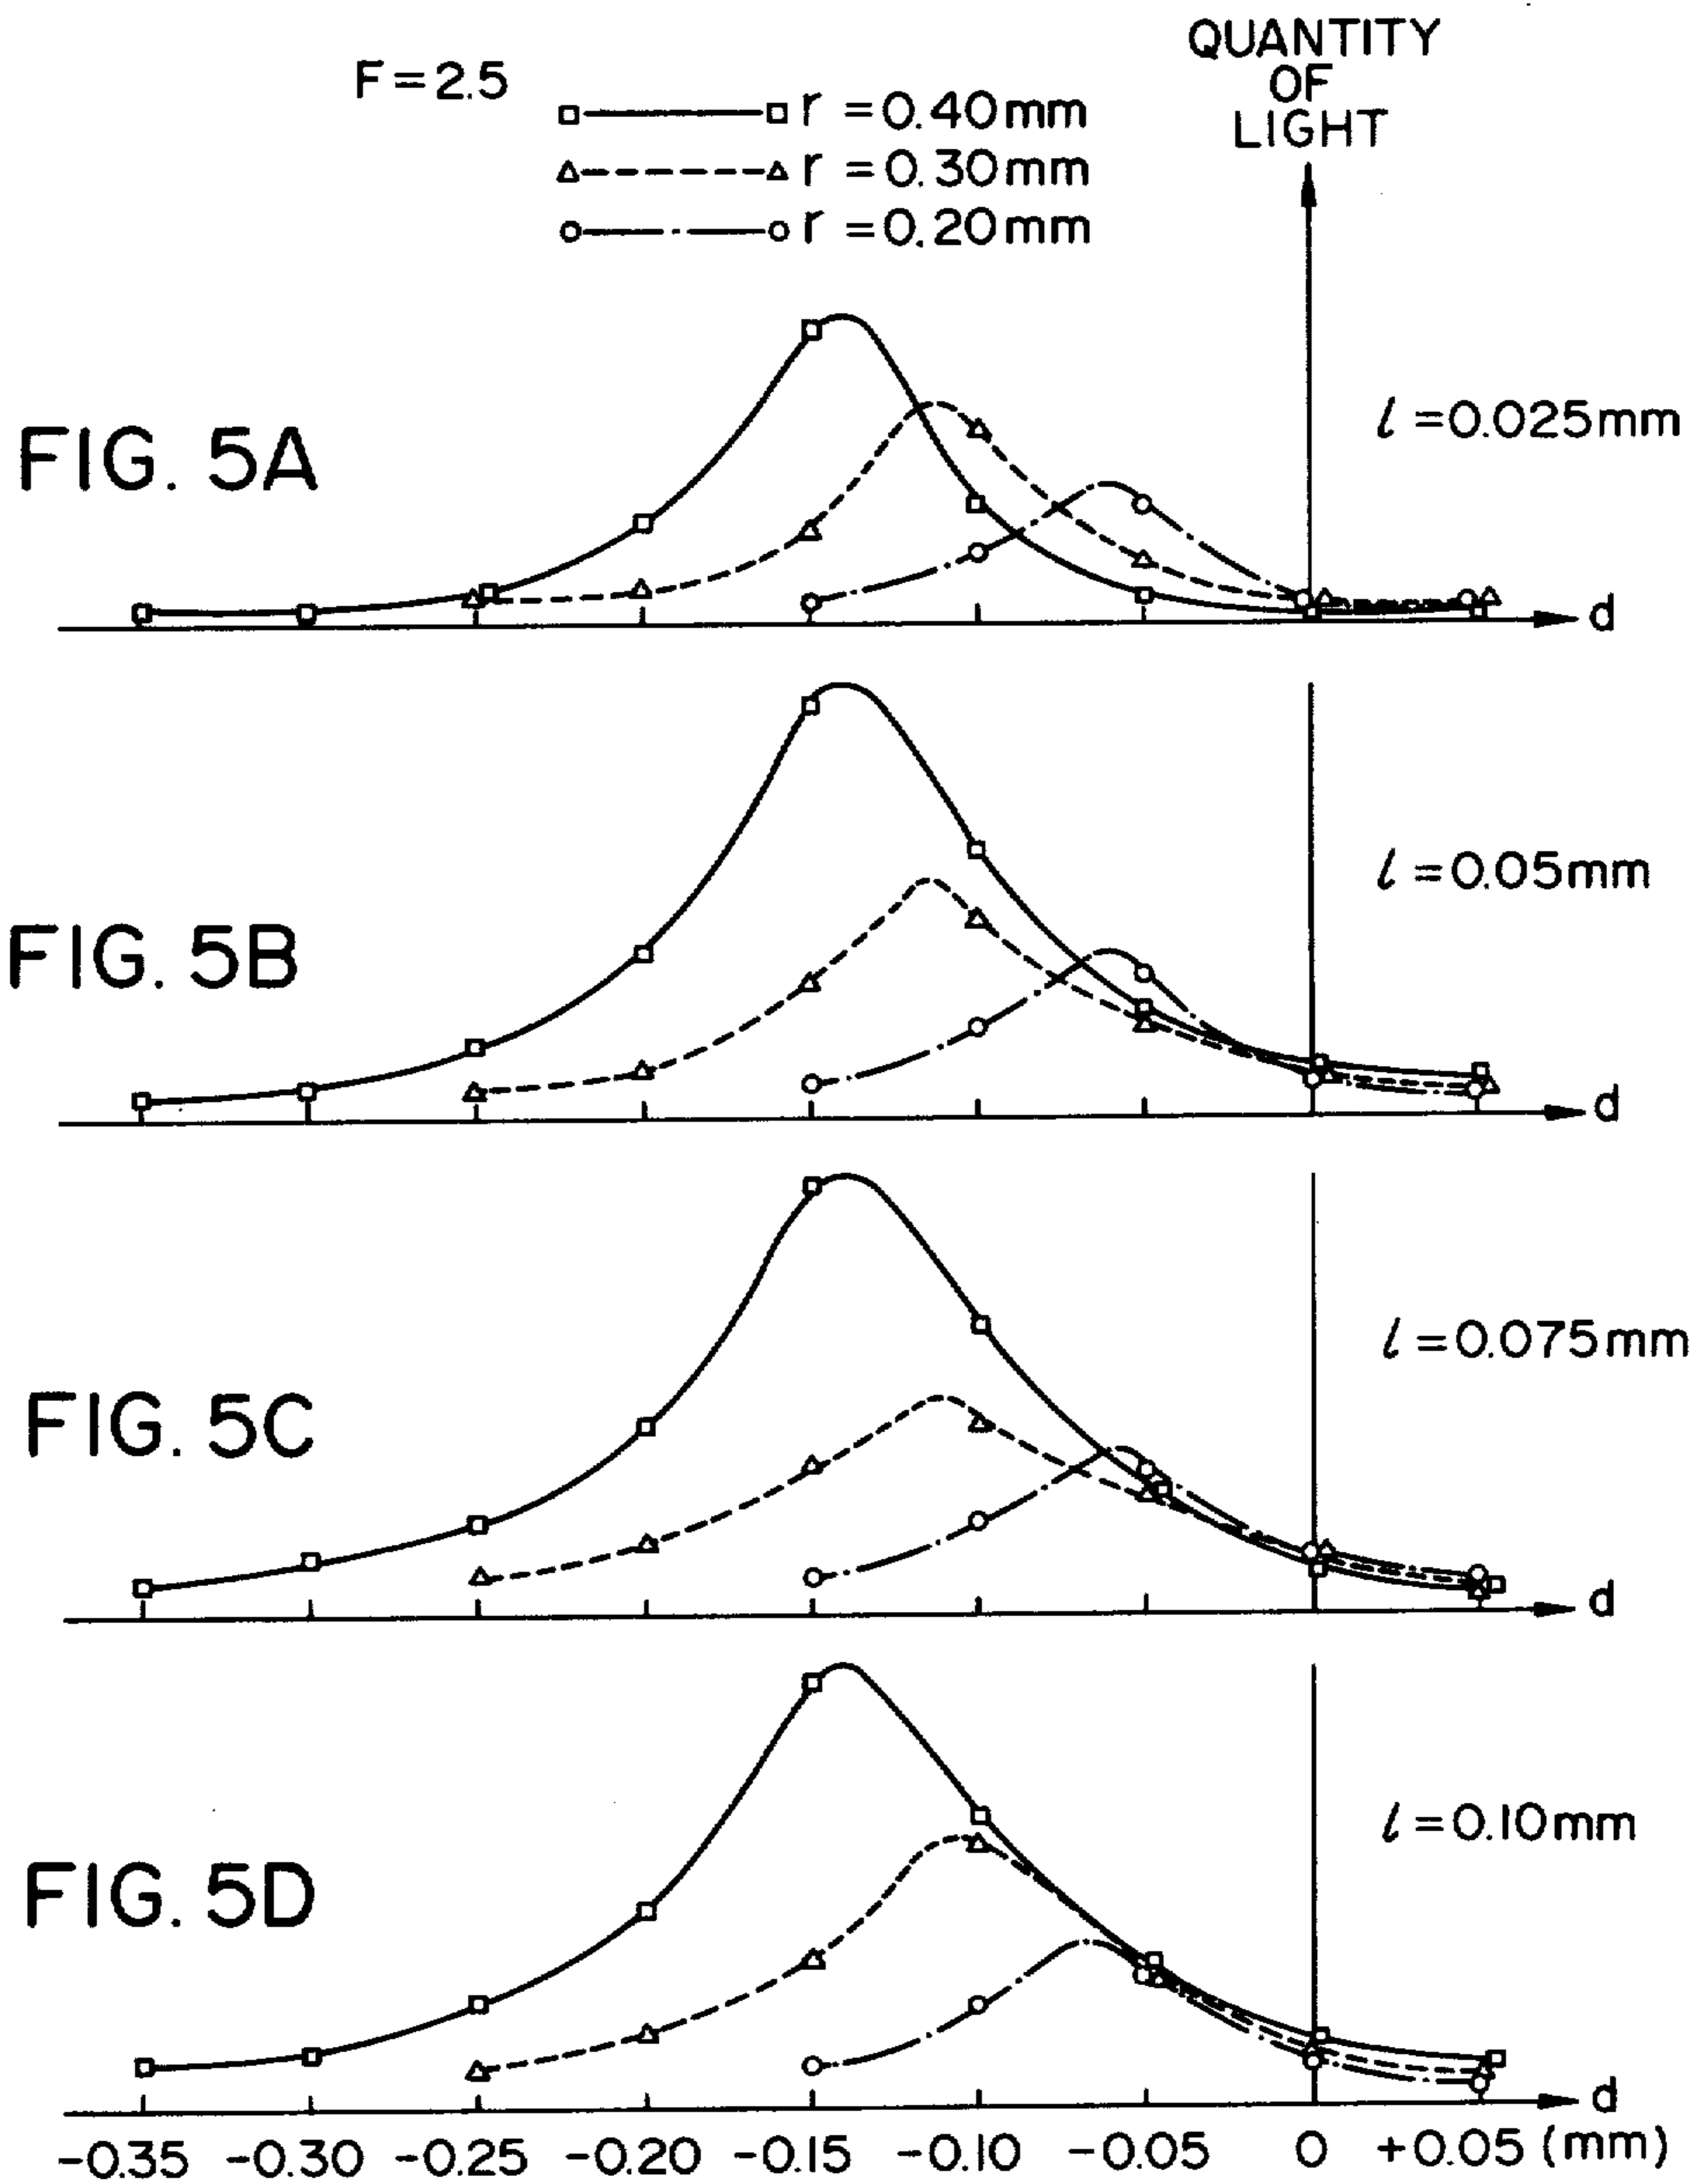 QUANTITY
OF
LIGHT
F=2.5
r =0.40mm
r =0.30mm
r =0.20mm
l =0.025mm
FIG. 5A
d
l =0.05mm
FIG. 5B
d
l =0.075mm
FIG. 5C
d
l =0.10mm
FIG. 5D
d
-0.35 -0.30 -0.25 -0.20 -0.15 -0.10 -0.05 0 +0.05 (mm)